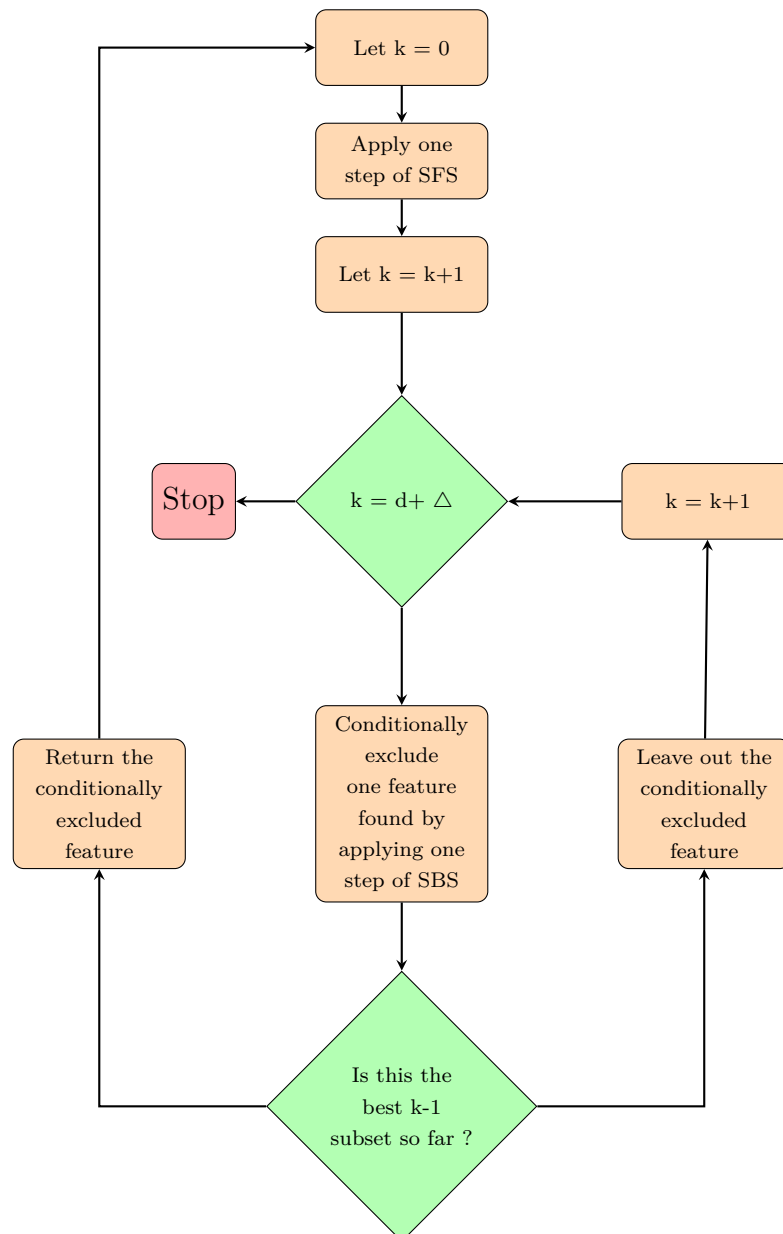 Let k = 0
Apply one
step of SFS
Let k = k+1
Stop
k = d+ △
k = k+1
Return the
conditionally
excluded
feature
Conditionally
exclude
one feature
found by
applying one
step of SBS
Leave out the
conditionally
excluded
feature
Is this the
best k-1
subset so far ?